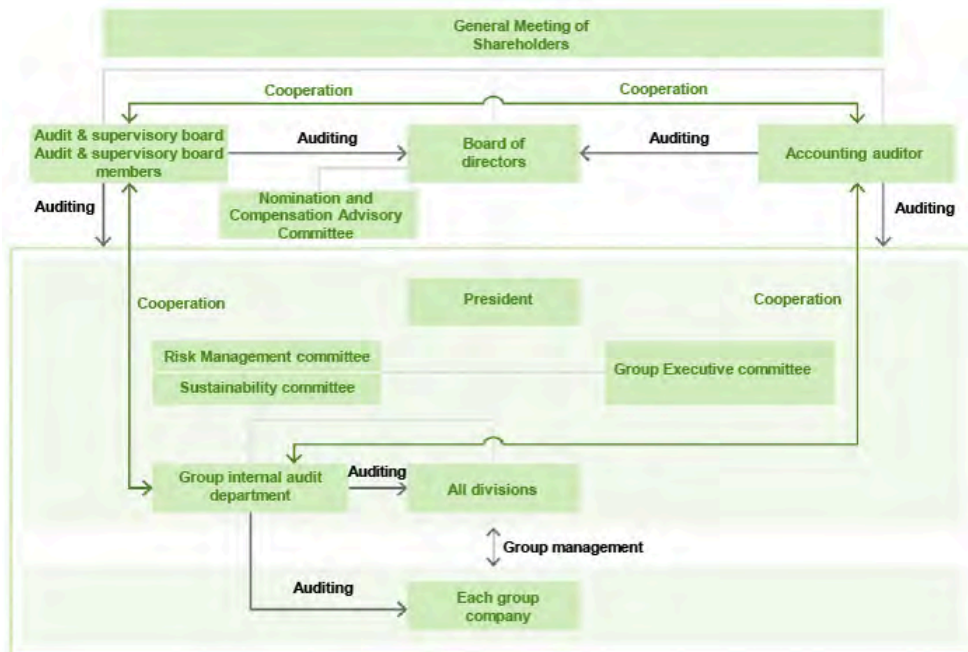 General Meeting of
Shareholders
Cooperation
Cooperation
Audit & supervisory board
Audit & supervisory board
members
Auditing
Board of
directors
Auditing
Accounting auditor
Auditing
Nomination and
Compensation Advisory
Committee
Auditing
Cooperation
President
Cooperation
Risk Management committee
Sustainability committee
Group Executive committee
Group internal audit
department
Auditing
All divisions
Group management
Auditing
Each group
company